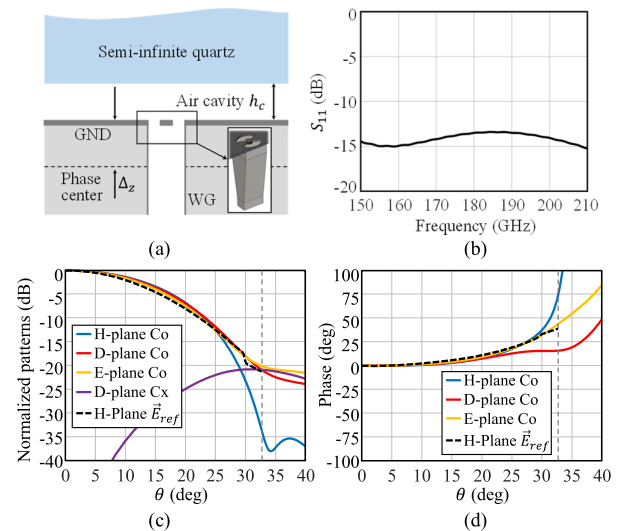 Semi-infinite quartz
Air cavity h_c
GND
Phase
center
Δ_z
WG
(a)
0
-5
-10
-15
-20
S₁₁ (dB)
150 160 170 180 190 200 210
Frequency (GHz)
(b)
0
-5
-10
-15
-20
-25
-30
-35
-40
Normalized patterns (dB)
H-plane Co
D-plane Co
E-plane Co
D-plane Cx
H-Plane E⃗_ref
0 5 10 15 20 25 30 35 40
θ (deg)
(c)
100
75
50
25
0
-25
-50
-75
-100
Phase (deg)
H-plane Co
D-plane Co
E-plane Co
H-Plane E⃗_ref
0 5 10 15 20 25 30 35 40
θ (deg)
(d)